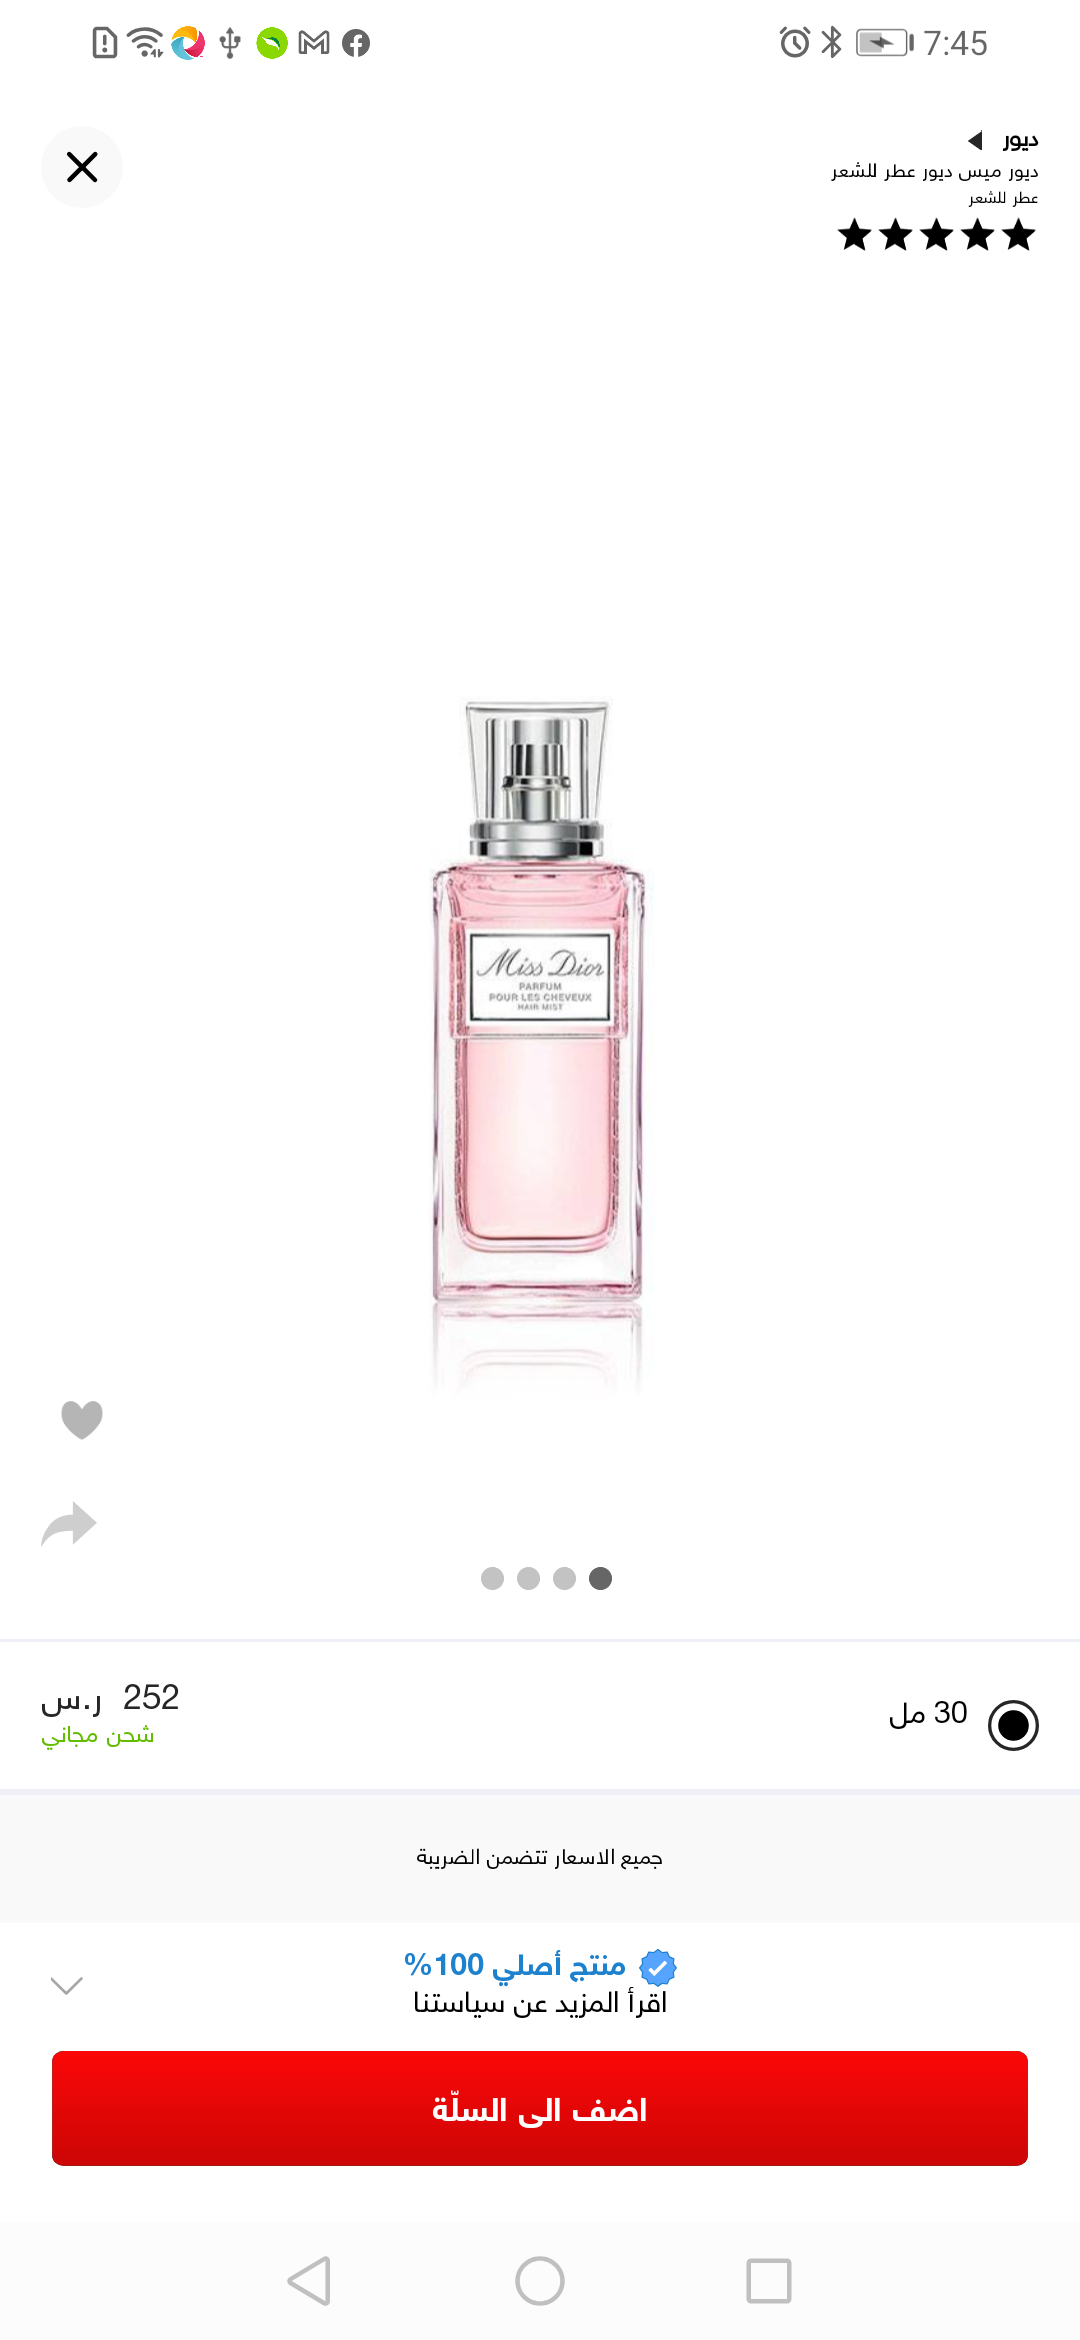 7:45
ديور
ديور ميس ديور عطر للشعر
عطر للشعر
Miss Dior
PARFUM
POUR LES CHEVEUX
HAIR MIST
30 مل
252 ر.س
شحن مجاني
جميع الاسعار تتضمن الضريبة
منتج أصلي 100%
اقرأ المزيد عن سياستنا
اضف الى السلّة